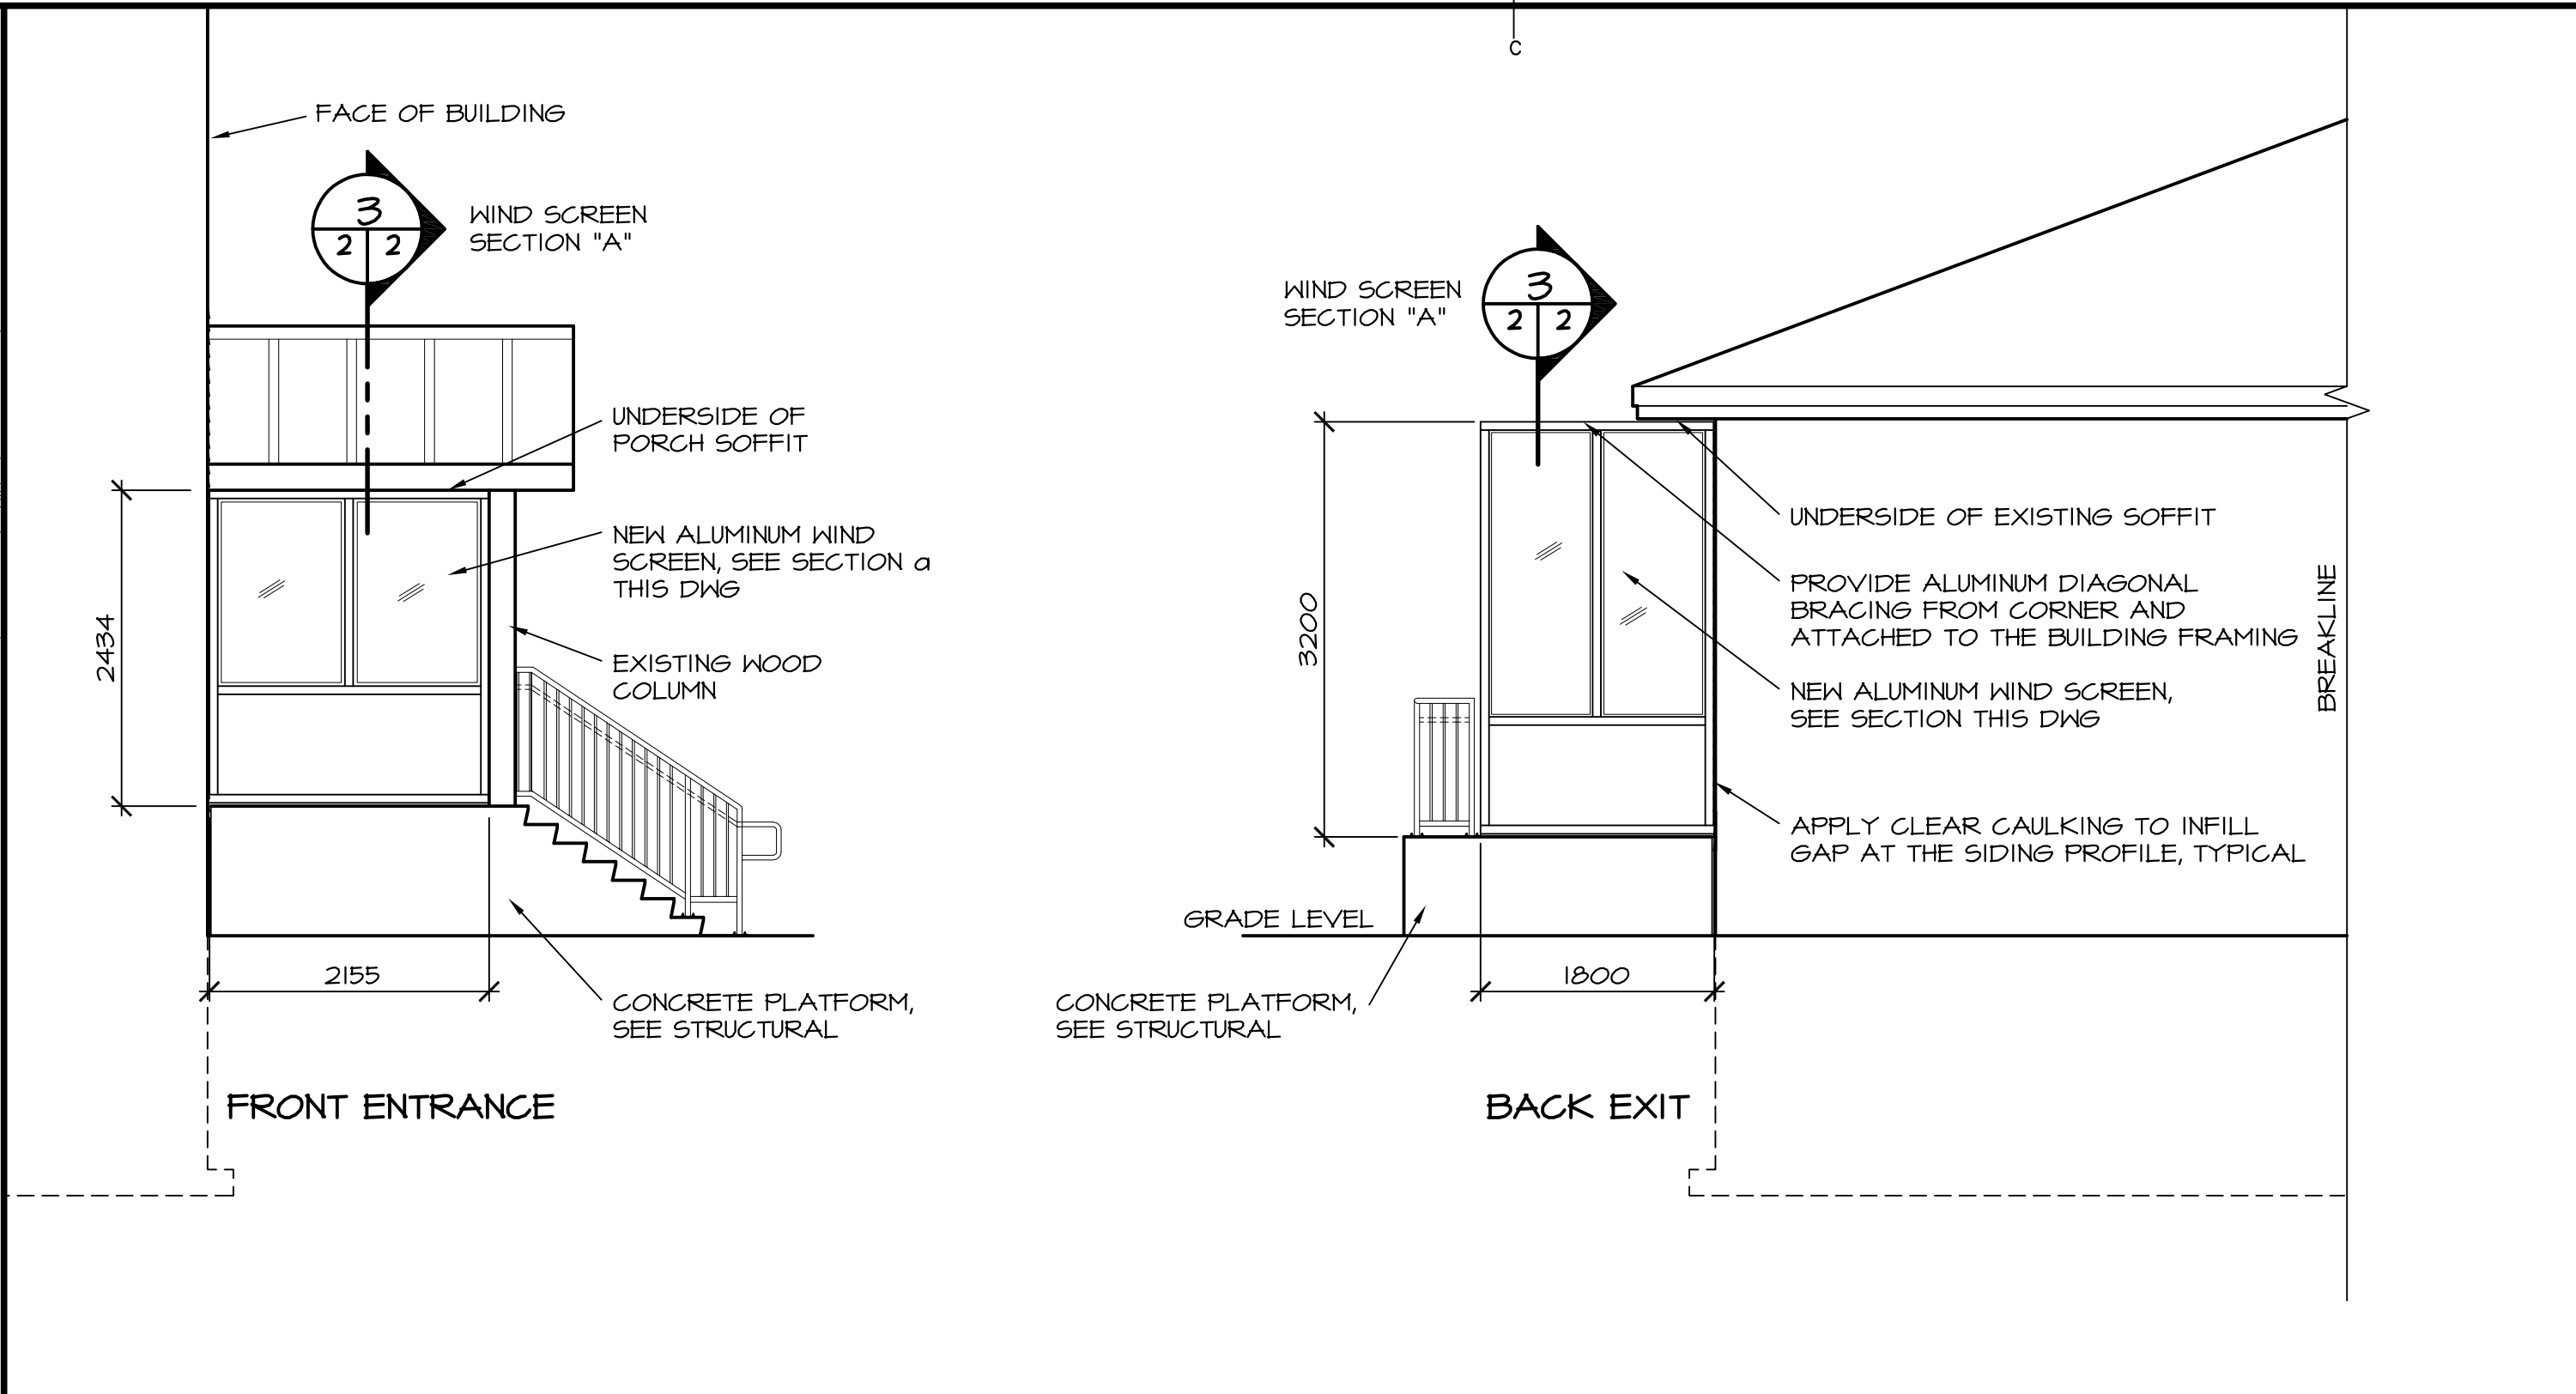 C
FACE OF BUILDING
3
2 2
WIND SCREEN
SECTION "A"
UNDERSIDE OF
PORCH SOFFIT
NEW ALUMINUM WIND
SCREEN, SEE SECTION a
THIS DWG
2434
EXISTING WOOD
COLUMN
2155
CONCRETE PLATFORM,
SEE STRUCTURAL
FRONT ENTRANCE
WIND SCREEN
SECTION "A"
3
2 2
3200
UNDERSIDE OF EXISTING SOFFIT
PROVIDE ALUMINUM DIAGONAL
BRACING FROM CORNER AND
ATTACHED TO THE BUILDING FRAMING
BREAKLINE
NEW ALUMINUM WIND SCREEN,
SEE SECTION THIS DWG
APPLY CLEAR CAULKING TO INFILL
GAP AT THE SIDING PROFILE, TYPICAL
GRADE LEVEL
1800
CONCRETE PLATFORM,
SEE STRUCTURAL
BACK EXIT